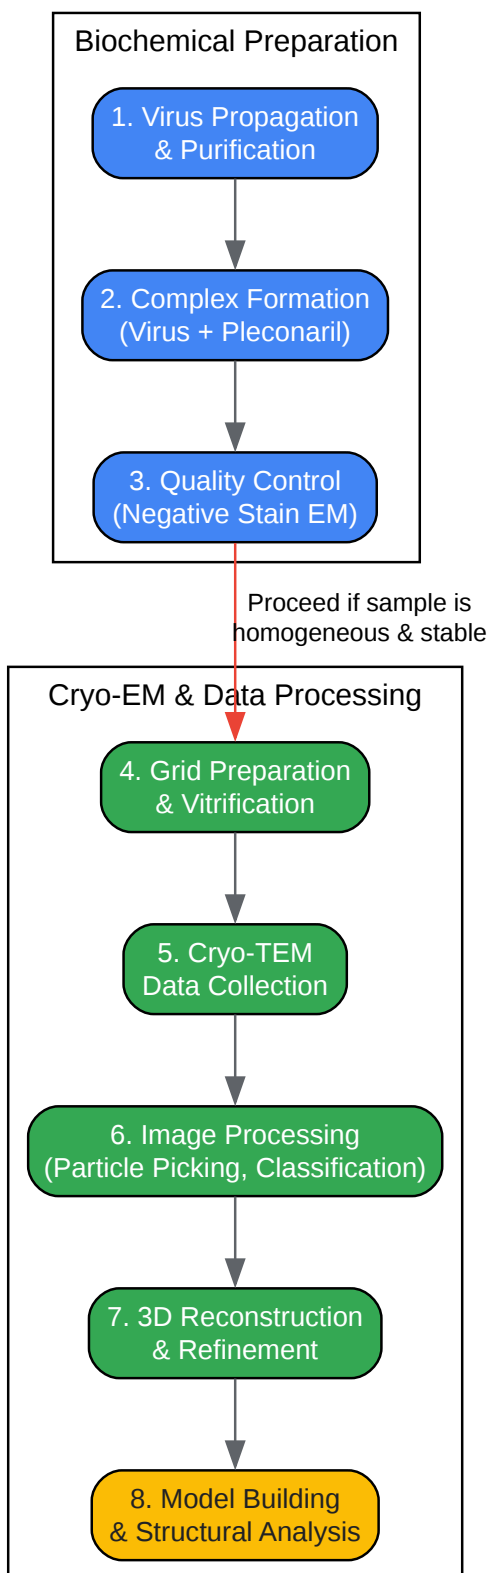 Biochemical Preparation
1. Virus Propagation
& Purification
2. Complex Formation
(Virus + Pleconaril)
3. Quality Control
(Negative Stain EM)
Proceed if sample is
homogeneous & stable
Cryo-EM & Data Processing
4. Grid Preparation
& Vitrification
5. Cryo-TEM
Data Collection
6. Image Processing
(Particle Picking, Classification)
7. 3D Reconstruction
& Refinement
8. Model Building
& Structural Analysis